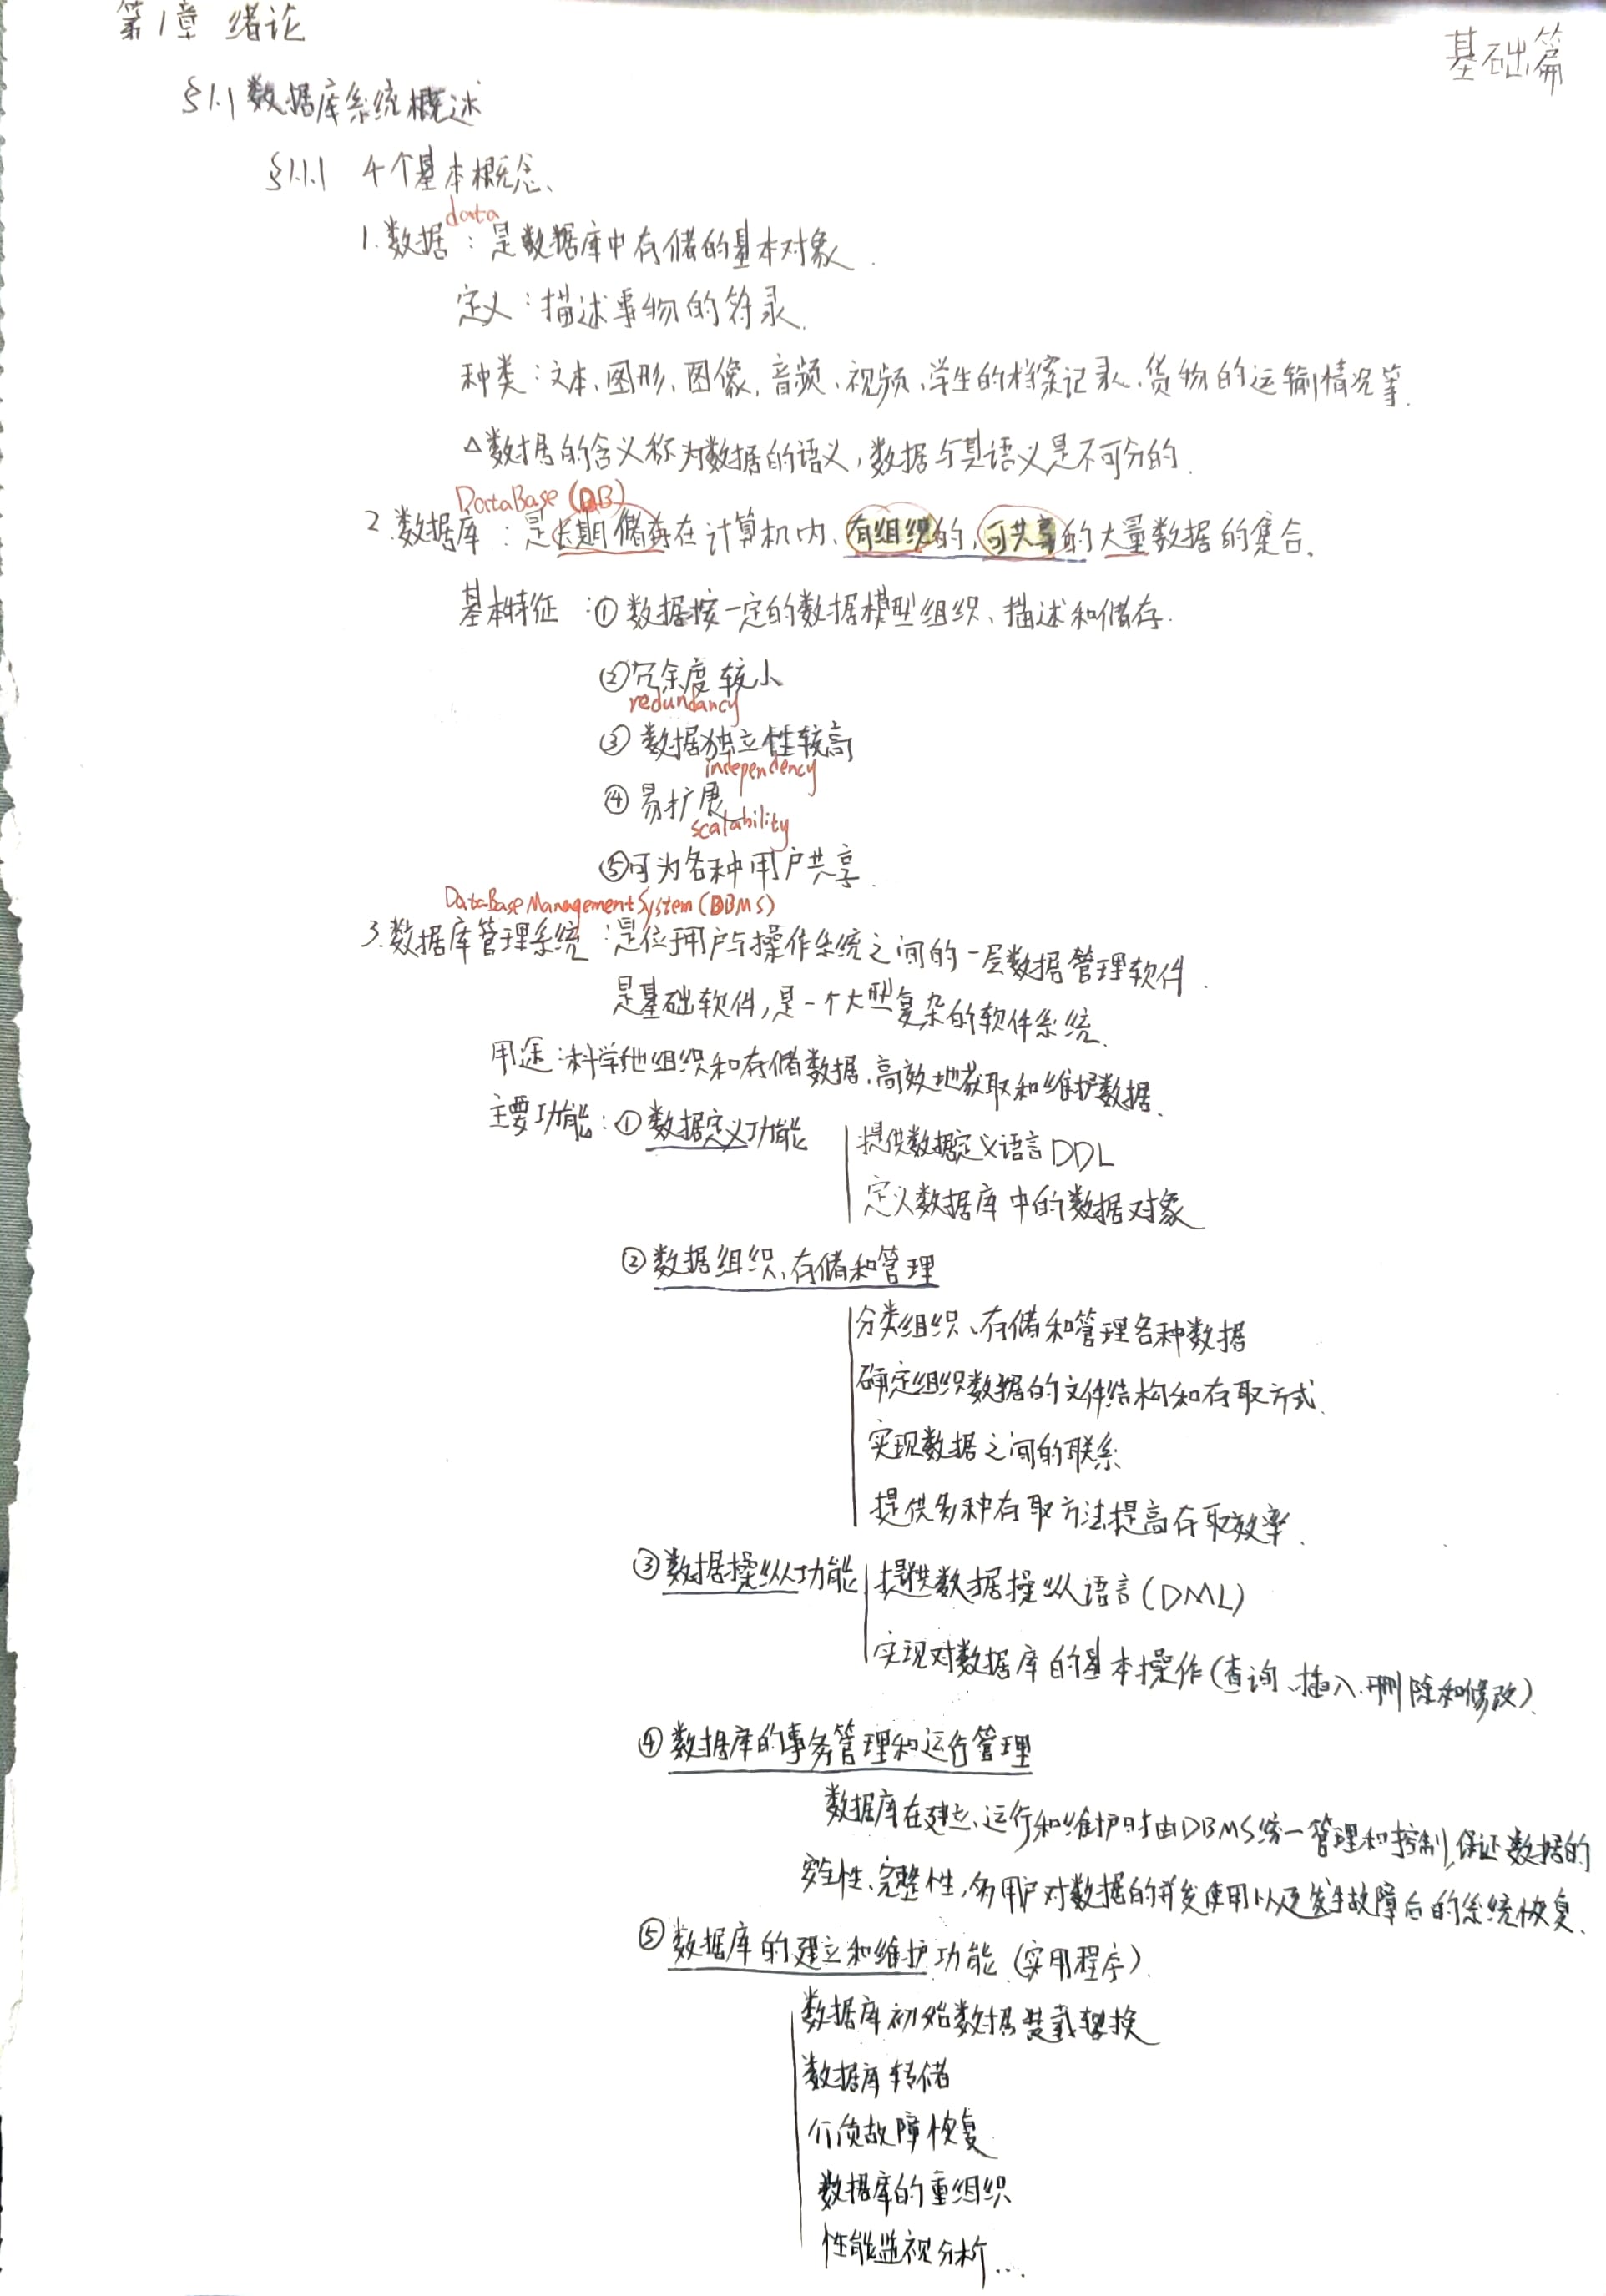 第1章 绪论
基础篇
§1.1 数据库系统概述
§1.1.1 4个基本概念、
data
1.数据：是数据库中存储的基本对象.
定义：描述事物的符录.
种类：文本、图形、图像,音频、视频、学生的档案记录、货物的运输情况等.
△数据的含义称为数据的语义,数据与其语义是不可分的.
DataBase (DB)
2.数据库：是长期储存在计算机内、有组织的,可共享的大量数据的集合.
基本特征：①数据按一定的数据模型组织、描述和储存.
②冗余度较小
redundancy
③数据独立性较高
independency
④易扩展
scalability
⑤可为各种用户共享.
DataBase Management System (DBMS)
3.数据库管理系统：是位于用户与操作系统之间的一层数据管理软件.
是基础软件,是一个大型复杂的软件系统.
用途：科学地组织和存储数据、高效地获取和维护数据.
主要功能：①数据定义功能
提供数据定义语言DDL
定义数据库中的数据对象
②数据组织、存储和管理
分类组织、存储和管理各种数据
确定组织数据的文件结构和存取方式.
实现数据之间的联系
提供多种存取方法提高存取效率.
③数据操纵功能 提供数据操纵语言(DML)
实现对数据库的基本操作(查询、插入、删除和修改).
④数据库的事务管理和运行管理
数据库在建立、运行和维护时由DBMS统一管理和控制,保证数据的
安全性、完整性,多用户对数据的并发使用以及发生故障后的系统恢复.
⑤数据库的建立和维护功能(实用程序).
数据库初始数据装载转换
数据库转储
介质故障恢复
数据库的重组织
性能监视分析...